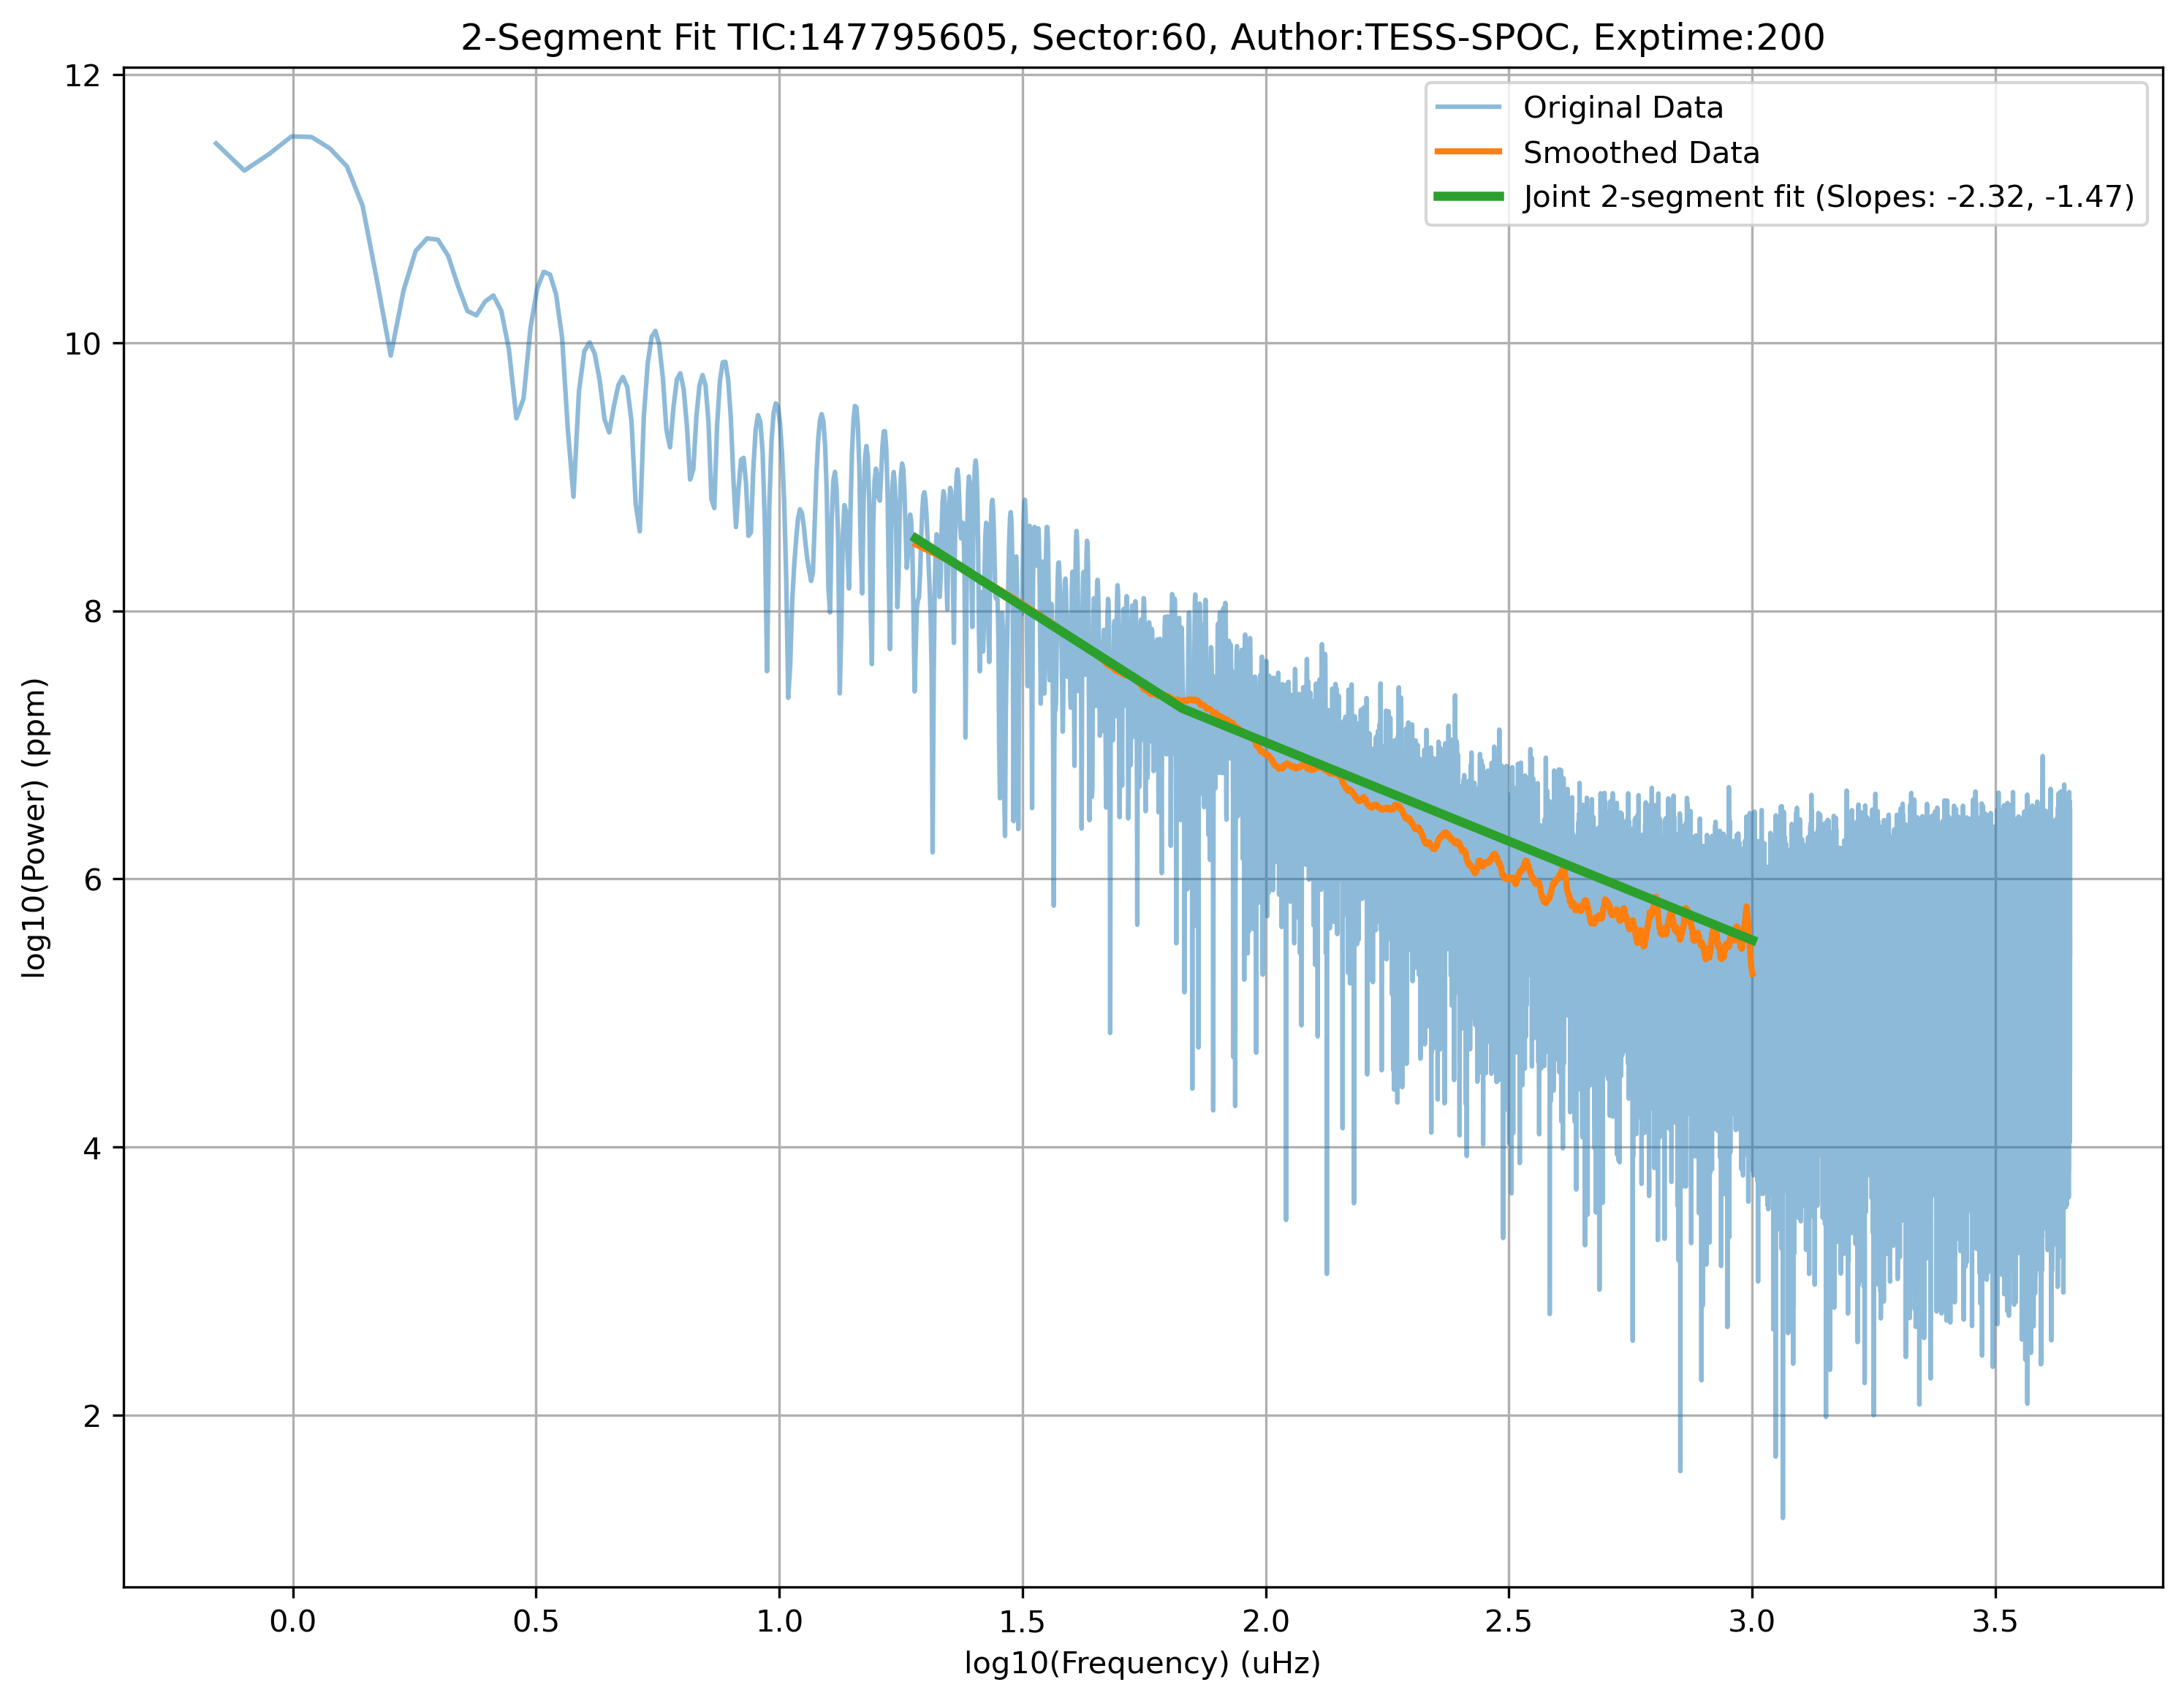 2-Segment Fit TIC:147795605, Sector:60, Author:TESS-SPOC, Exptime:200
Original Data
Smoothed Data
Joint 2-segment fit (Slopes: -2.32, -1.47)
log10(Power) (ppm)
12
10
8
6
4
2
0.0 0.5 1.0 1.5 2.0 2.5 3.0 3.5
log10(Frequency) (uHz)